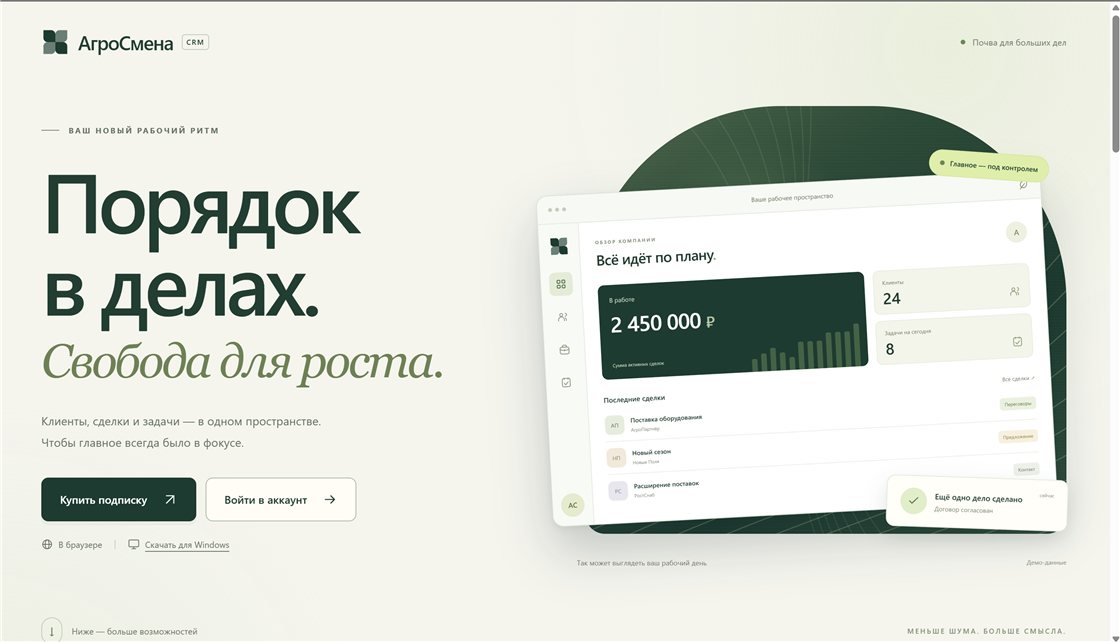 АгроСмена CRM
Почва для больших дел
ВАШ НОВЫЙ РАБОЧИЙ РИТМ
Порядок
в делах.
Свобода для роста.
Клиенты, сделки и задачи — в одном пространстве.
Чтобы главное всегда было в фокусе.
Купить подписку
Войти в аккаунт
В браузере
Скачать для Windows
Ниже — больше возможностей
Главное — под контролем
Ваше рабочее пространство
ОБЗОР КОМПАНИИ
Всё идёт по плану.
А
В работе
2 450 000 ₽
Сумма активных сделок
Клиенты
24
Задачи на сегодня
8
Последние сделки
Все сделки
АП
Поставка оборудования
АгроПартнёр
Переговоры
НП
Новый сезон
Новые Поля
Предложение
РС
Расширение поставок
РостСнаб
Контакт
АС
Ещё одно дело сделано
сейчас
Договор согласован
Так может выглядеть ваш рабочий день
Демо-данные
МЕНЬШЕ ШУМА. БОЛЬШЕ СМЫСЛА.